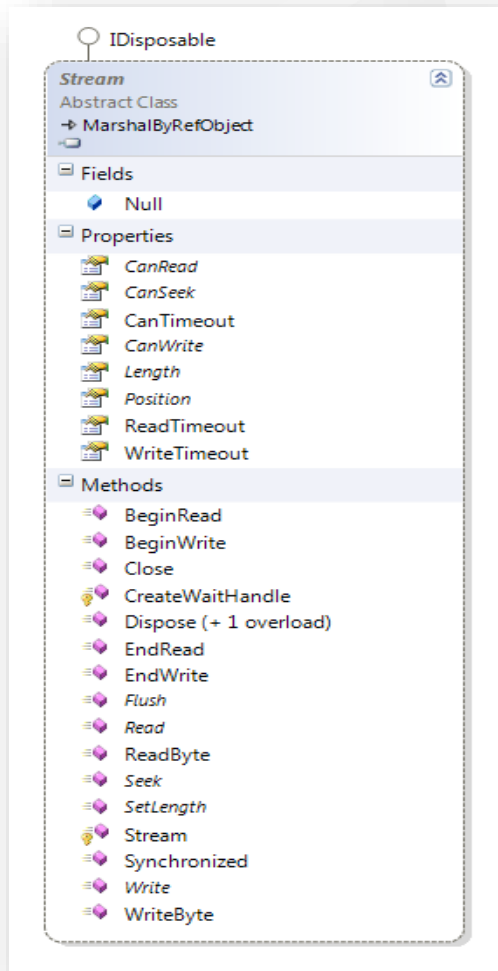 IDisposable
Stream
Abstract Class
MarshalByRefObject
Fields
Null
Properties
CanRead
CanSeek
CanTimeout
CanWrite
Length
Position
ReadTimeout
WriteTimeout
Methods
BeginRead
BeginWrite
Close
CreateWaitHandle
Dispose (+ 1 overload)
EndRead
EndWrite
Flush
Read
ReadByte
Seek
SetLength
Stream
Synchronized
Write
WriteByte